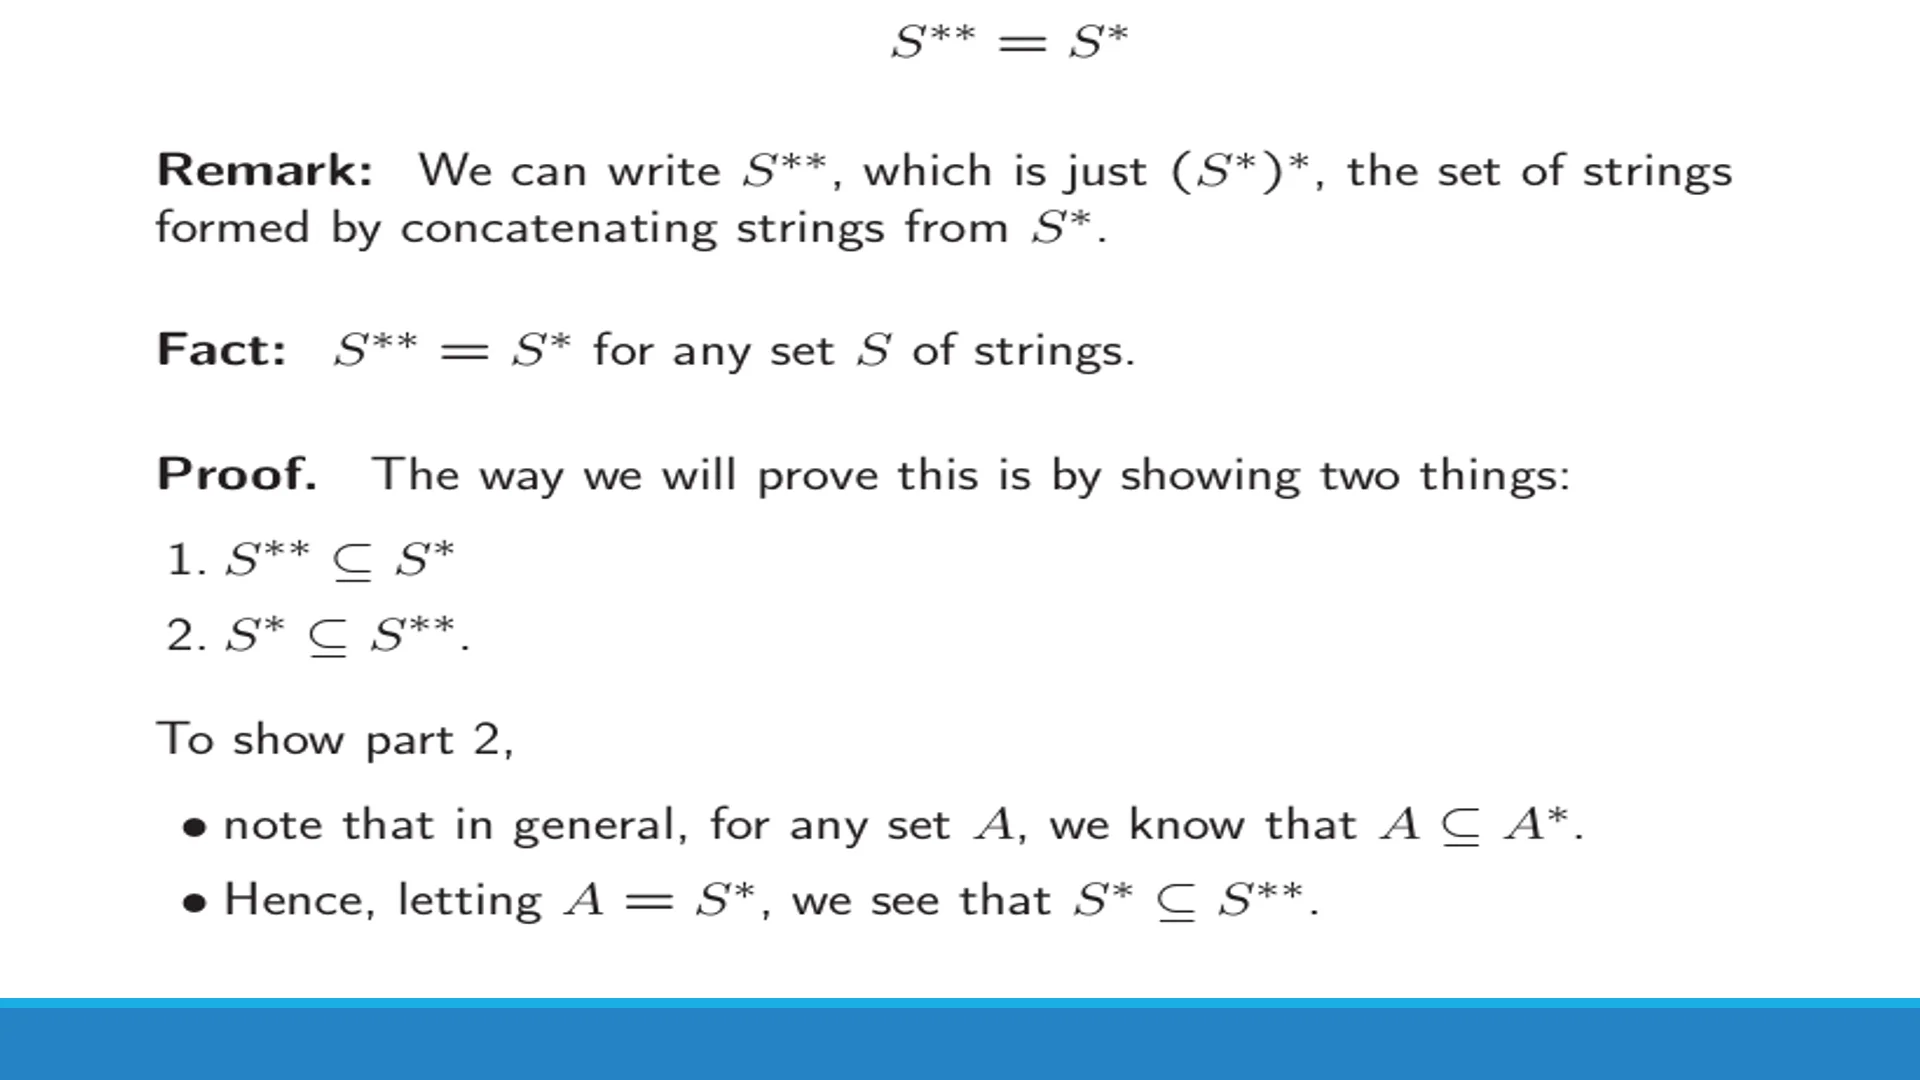 S** = S*
Remark: We can write S**, which is just (S*)*, the set of strings
formed by concatenating strings from S*.
Fact: S** = S* for any set S of strings.
Proof. The way we will prove this is by showing two things:
1. S** ⊆ S*
2. S* ⊆ S**.
To show part 2,
• note that in general, for any set A, we know that A ⊆ A*.
• Hence, letting A = S*, we see that S* ⊆ S**.